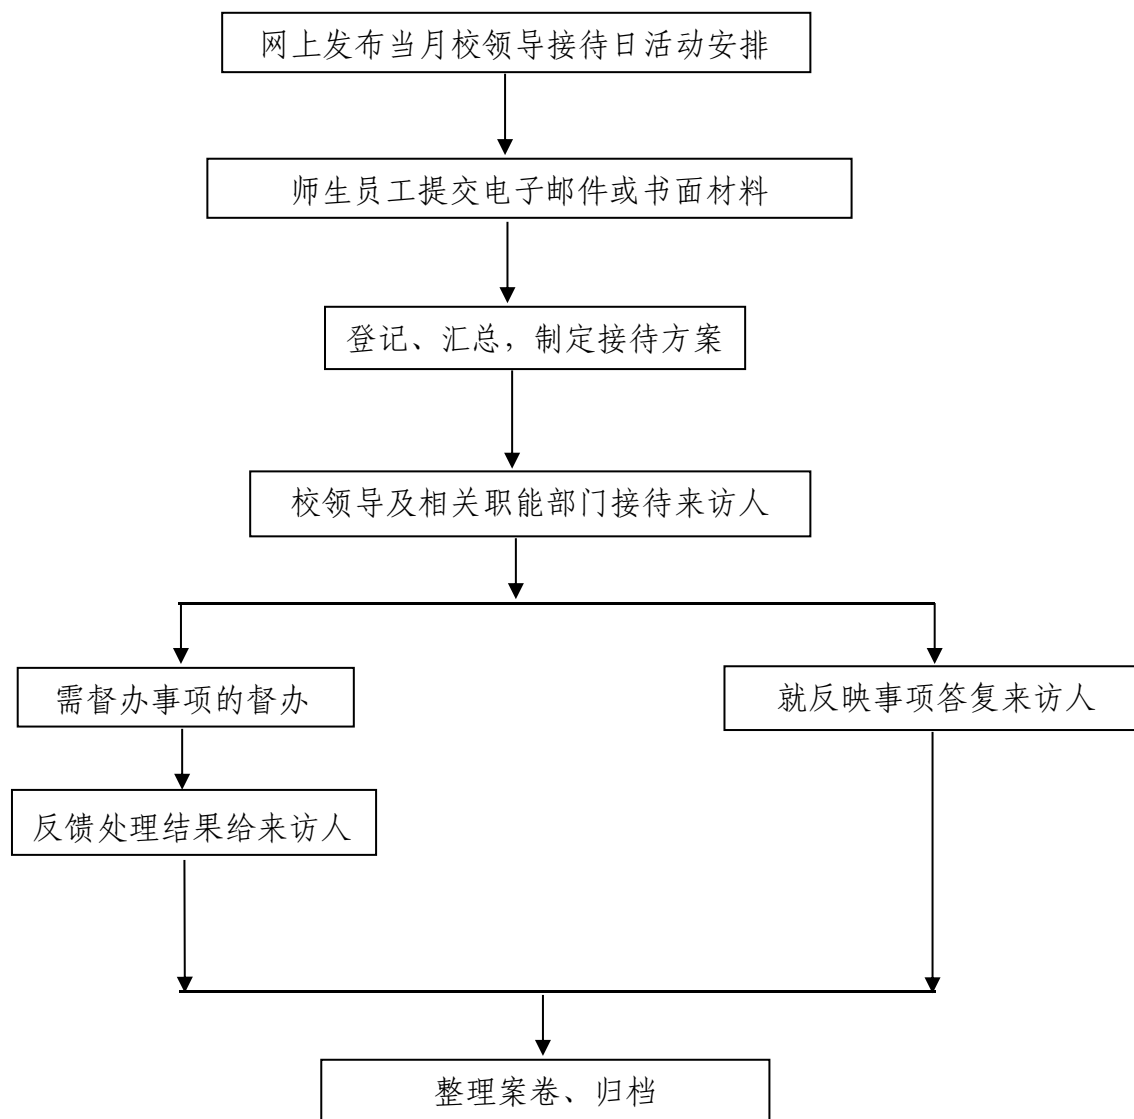 网上发布当月校领导接待日活动安排
师生员工提交电子邮件或书面材料
登记、汇总，制定接待方案
校领导及相关职能部门接待来访人
需督办事项的督办
就反映事项答复来访人
反馈处理结果给来访人
整理案卷、归档